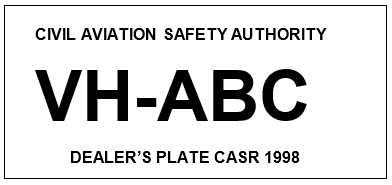 CIVIL AVIATION SAFETY AUTHORITY
VH-ABC
DEALER’S PLATE CASR 1998